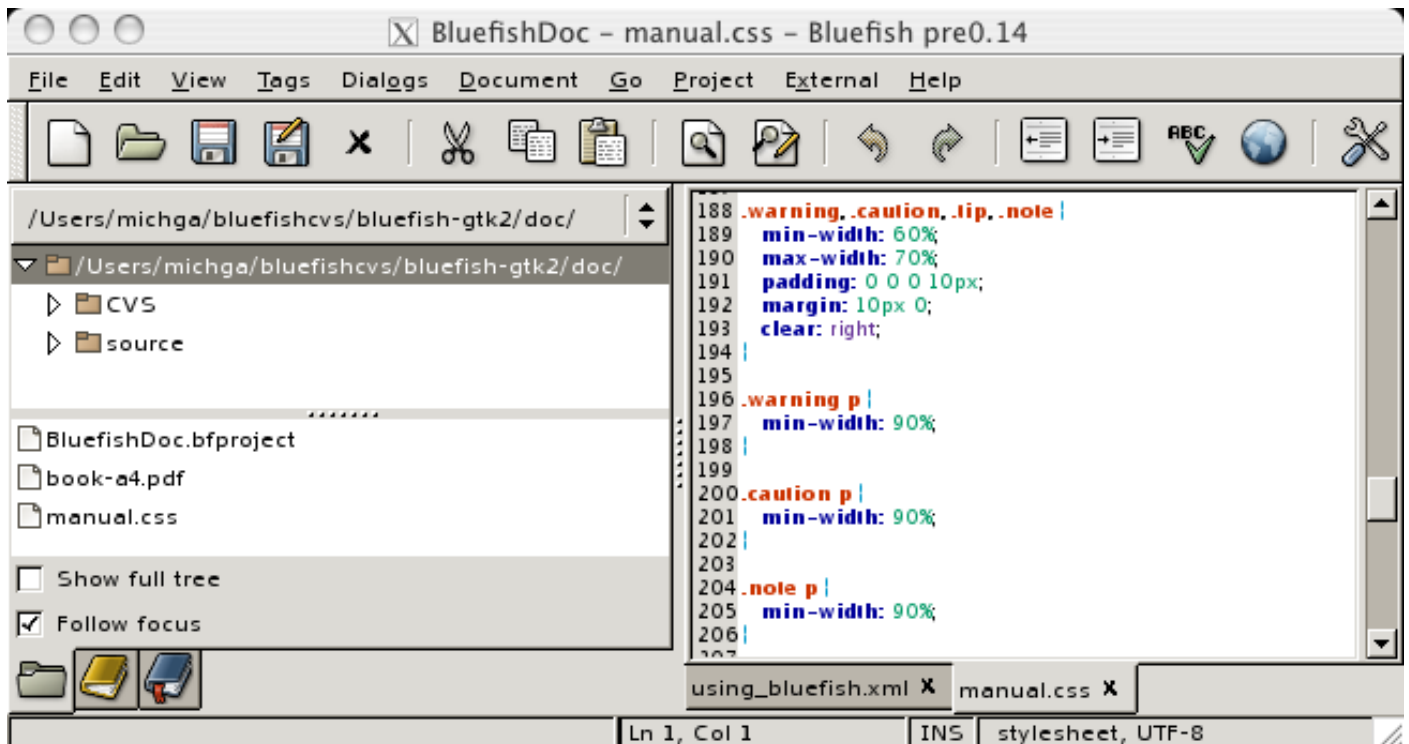 BluefishDoc – manual.css – Bluefish pre0.14
File Edit View Tags Dialogs Document Go Project External Help
ABC
/Users/michga/bluefishcvs/bluefish-gtk2/doc/
/Users/michga/bluefishcvs/bluefish-gtk2/doc/
CVS
source
BluefishDoc.bfproject
book-a4.pdf
manual.css
Show full tree
Follow focus
188 .warning, .caution, .tip, .note {
189 min-width: 60%;
190 max-width: 70%;
191 padding: 0 0 0 10px;
192 margin: 10px 0;
193 clear: right;
194 }
195
196 .warning p {
197 min-width: 90%;
198 }
199
200 .caution p {
201 min-width: 90%;
202 }
203
204 .note p {
205 min-width: 90%;
206 }
using_bluefish.xml x manual.css x
Ln 1, Col 1 INS stylesheet, UTF-8